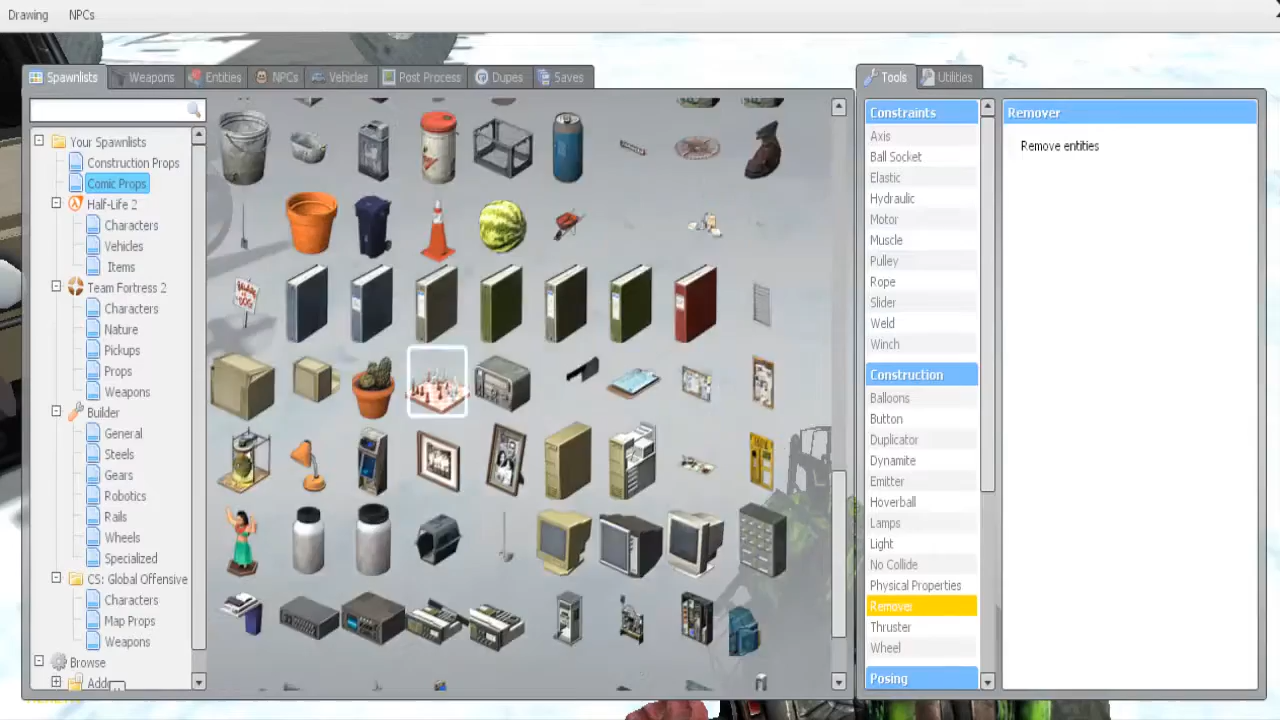 Drawing NPCs
Spawnlists Weapons Entities NPCs Vehicles Post Process Dupes Saves
Tools Utilities
Your Spawnlists
Construction Props
Comic Props
Half-Life 2
Characters
Vehicles
Items
Team Fortress 2
Characters
Nature
Pickups
Props
Weapons
Builder
General
Steels
Gears
Robotics
Rails
Wheels
Specialized
CS: Global Offensive
Characters
Map Props
Weapons
Browse
Constraints
Axis
Ball Socket
Elastic
Hydraulic
Motor
Muscle
Pulley
Rope
Slider
Weld
Winch
Construction
Balloons
Button
Duplicator
Dynamite
Emitter
Hoverball
Lamps
Light
No Collide
Physical Properties
Remover
Thruster
Wheel
Posing
Remover
Remove entities